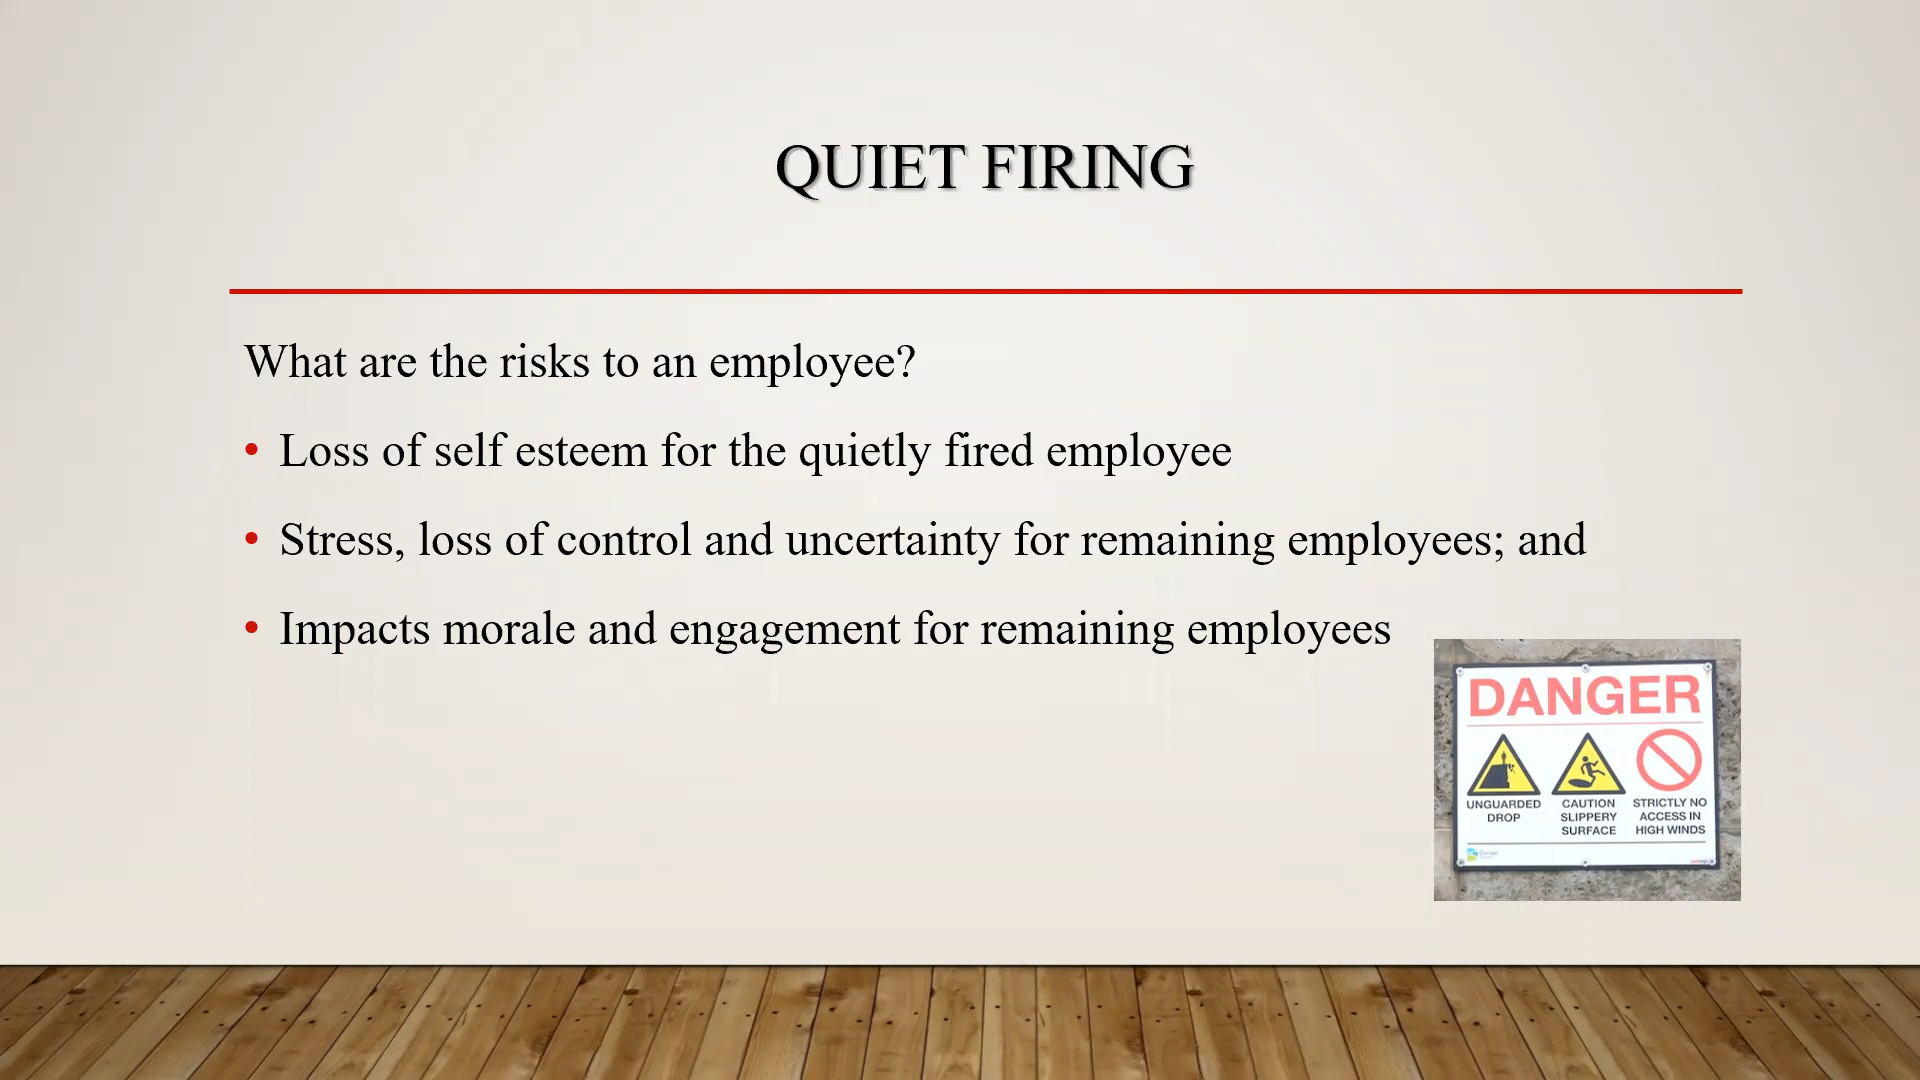 QUIET FIRING
What are the risks to an employee?
• Loss of self esteem for the quietly fired employee
• Stress, loss of control and uncertainty for remaining employees; and
• Impacts morale and engagement for remaining employees
DANGER
UNGUARDED
DROP
CAUTION
SLIPPERY
SURFACE
STRICTLY NO
ACCESS IN
HIGH WINDS